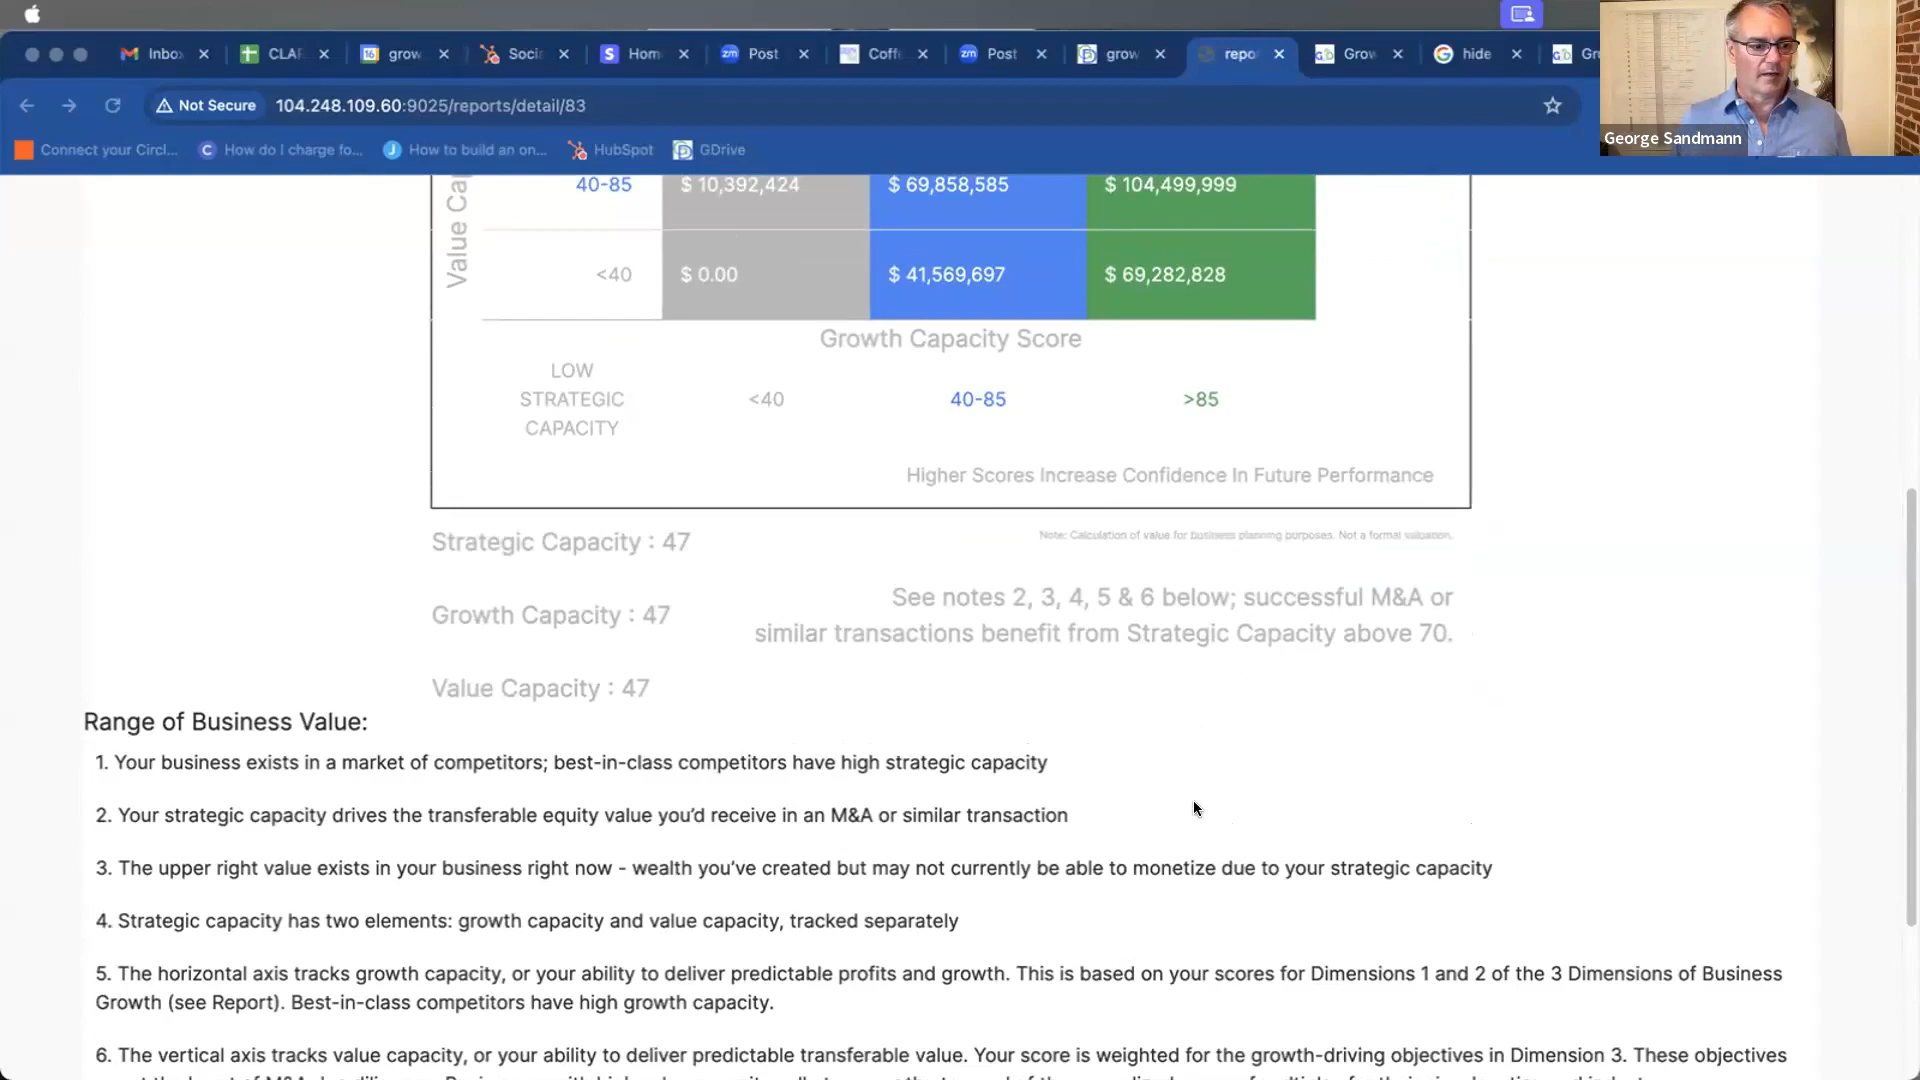 Inbo
CLAF
grow
Soci
Hom
Post
Coff
Post
grow
repo
Grow
hide
Gr
Not Secure 104.248.109.60:9025/reports/detail/83
Connect your Circl... How do I charge fo... How to build an on... HubSpot GDrive
George Sandmann
Value Cap
40-85 $ 10,392,424 $ 69,858,585 $ 104,499,999
<40 $ 0.00 $ 41,569,697 $ 69,282,828
Growth Capacity Score
LOW
STRATEGIC
CAPACITY
<40 40-85 >85
Higher Scores Increase Confidence In Future Performance
Strategic Capacity : 47
Note: Calculation of value for business planning purposes. Not a formal valuation.
See notes 2, 3, 4, 5 & 6 below; successful M&A or
similar transactions benefit from Strategic Capacity above 70.
Growth Capacity : 47
Value Capacity : 47
Range of Business Value:
1. Your business exists in a market of competitors; best-in-class competitors have high strategic capacity
2. Your strategic capacity drives the transferable equity value you'd receive in an M&A or similar transaction
3. The upper right value exists in your business right now - wealth you've created but may not currently be able to monetize due to your strategic capacity
4. Strategic capacity has two elements: growth capacity and value capacity, tracked separately
5. The horizontal axis tracks growth capacity, or your ability to deliver predictable profits and growth. This is based on your scores for Dimensions 1 and 2 of the 3 Dimensions of Business
Growth (see Report). Best-in-class competitors have high growth capacity.
6. The vertical axis tracks value capacity, or your ability to deliver predictable transferable value. Your score is weighted for the growth-driving objectives in Dimension 3. These objectives